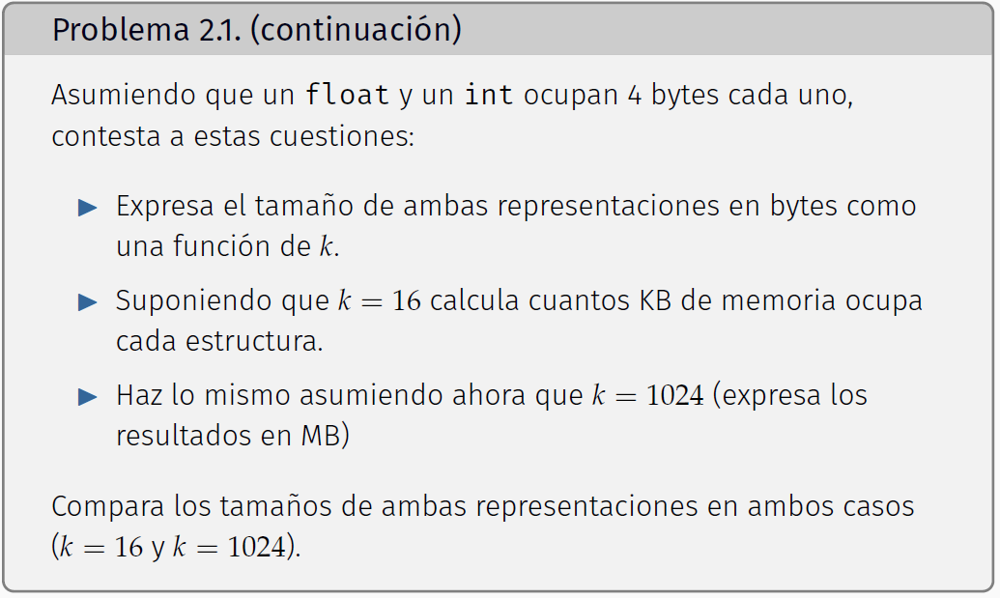 Problema 2.1. (continuación)
Asumiendo que un float y un int ocupan 4 bytes cada uno,
contesta a estas cuestiones:
▶ Expresa el tamaño de ambas representaciones en bytes como
una función de k.
▶ Suponiendo que k = 16 calcula cuantos KB de memoria ocupa
cada estructura.
▶ Haz lo mismo asumiendo ahora que k = 1024 (expresa los
resultados en MB)
Compara los tamaños de ambas representaciones en ambos casos
(k = 16 y k = 1024).